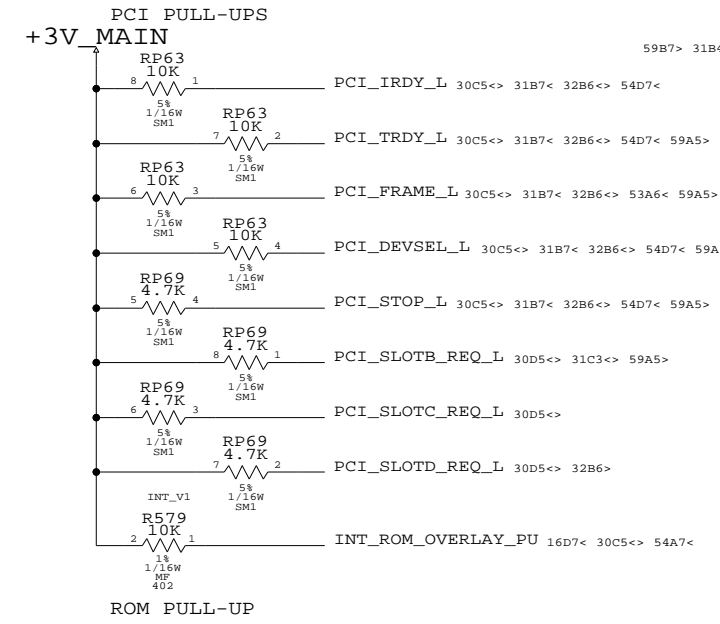 PCI PULL-UPS
+3V_MAIN
59B7> 31B4
RP63
10K
8 1
PCI_IRDY_L 30C5<> 31B7< 32B6<> 54D7<
5%
1/16W
SM1
RP63
10K
7 2
PCI_TRDY_L 30C5<> 31B7< 32B6<> 54D7< 59A5>
5%
1/16W
SM1
RP63
10K
6 3
PCI_FRAME_L 30C5<> 31B7< 32B6<> 53A6< 59A5>
5%
1/16W
SM1
RP63
10K
5 4
PCI_DEVSEL_L 30C5<> 31B7< 32B6<> 54D7< 59A
5%
1/16W
SM1
RP69
4.7K
5 4
PCI_STOP_L 30C5<> 31B7< 32B6<> 54D7< 59A5>
5%
1/16W
SM1
RP69
4.7K
8 1
PCI_SLOTB_REQ_L 30D5<> 31C3<> 59A5>
5%
1/16W
SM1
RP69
4.7K
6 3
PCI_SLOTC_REQ_L 30D5<>
5%
1/16W
SM1
RP69
4.7K
7 2
PCI_SLOTD_REQ_L 30D5<> 32B6>
5%
1/16W
SM1
INT_V1
R579
10K
2 1
INT_ROM_OVERLAY_PU 16D7< 30C5<> 54A7<
1%
1/16W
MF
402
ROM PULL-UP